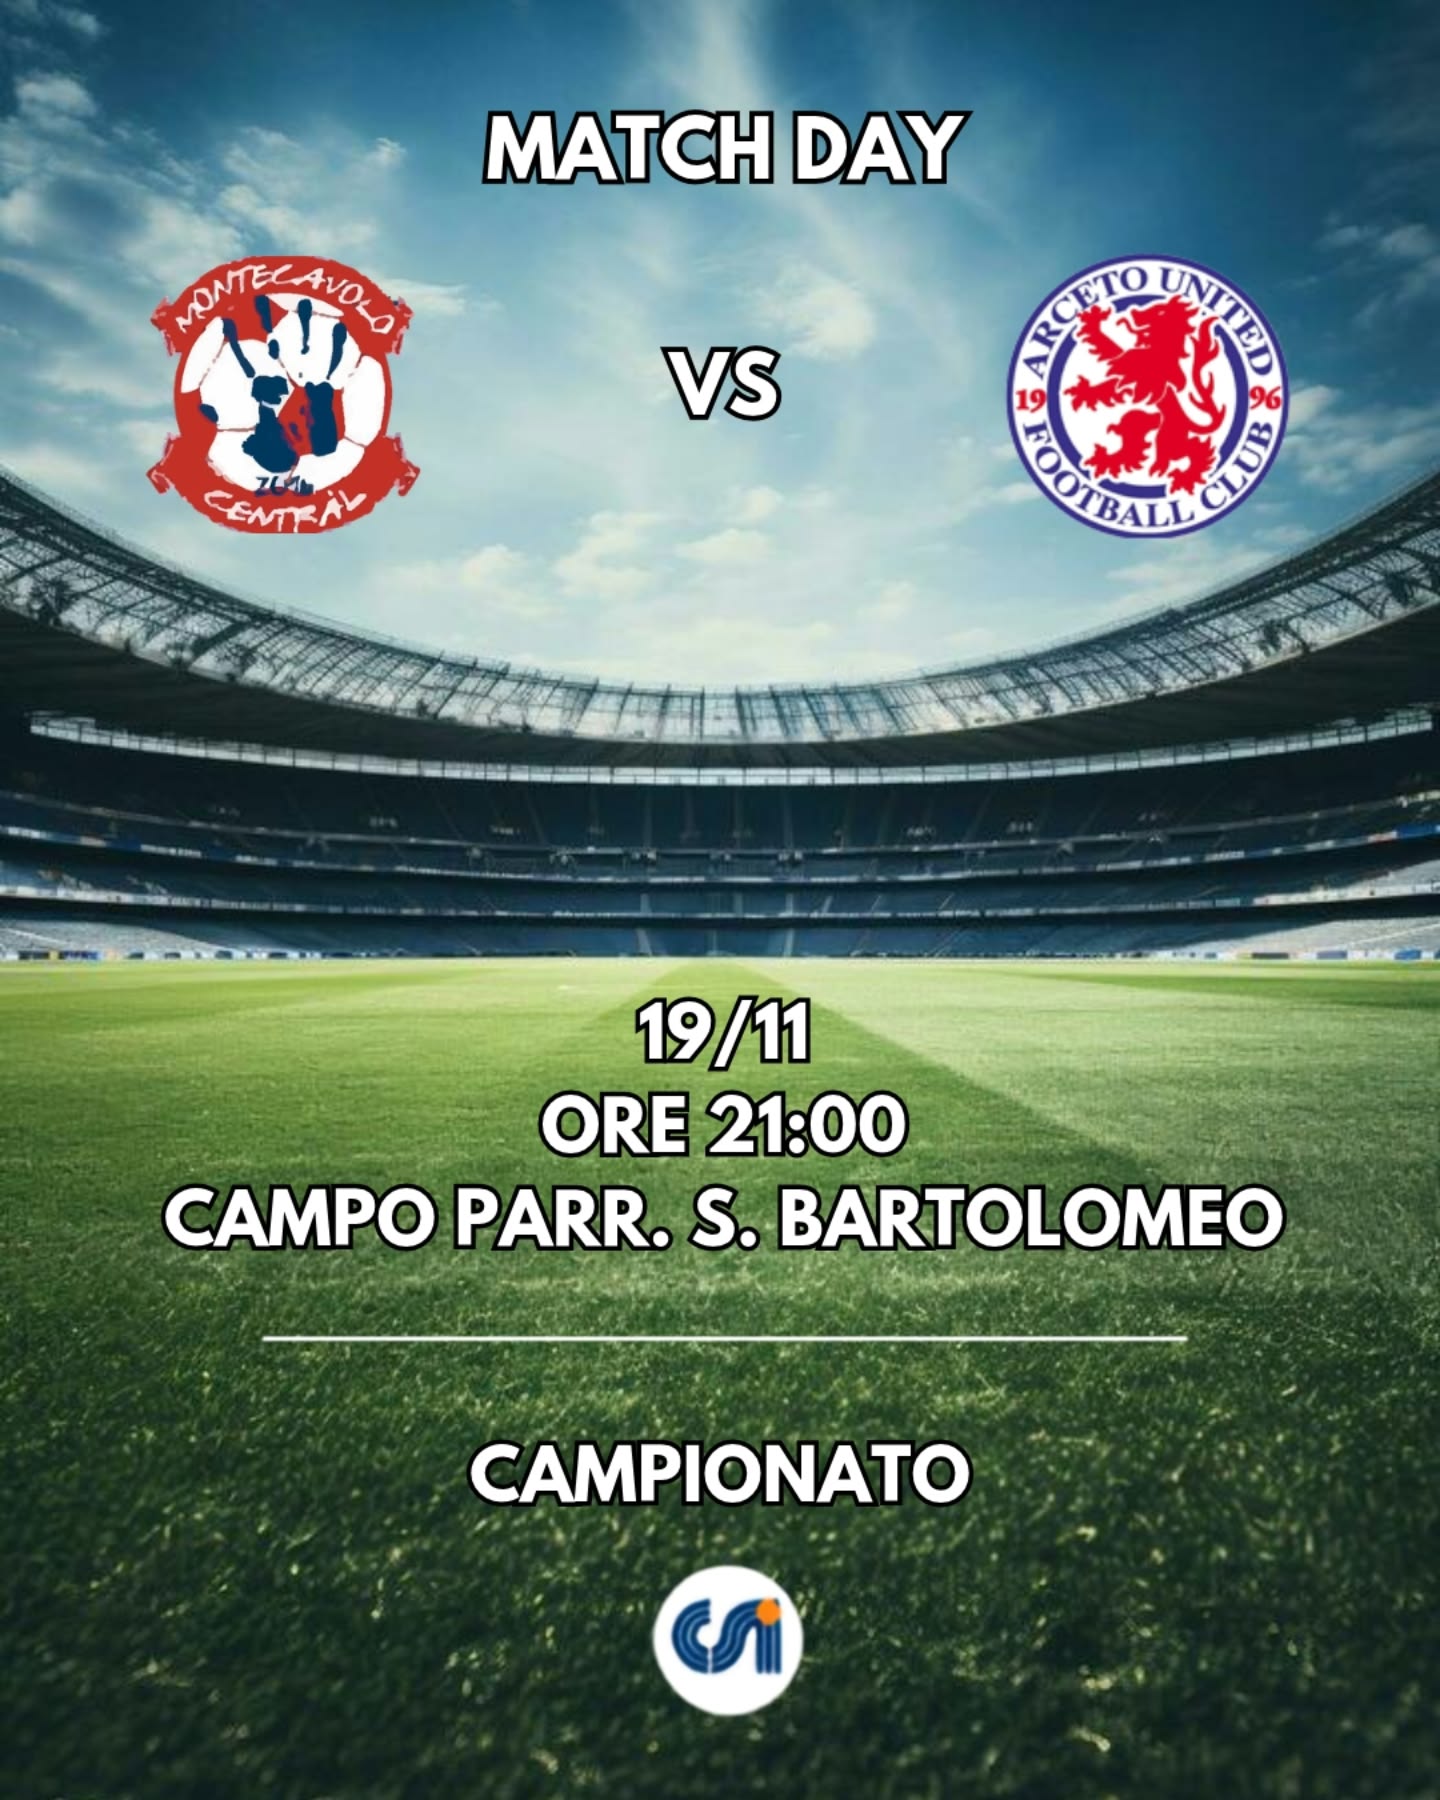 MATCH DAY
MONTECAVOLO
CENTRÀL
VS
ARCETO UNITED
19 96
FOOTBALL CLUB
19/11
ORE 21:00
CAMPO PARR. S. BARTOLOMEO
CAMPIONATO
CSI